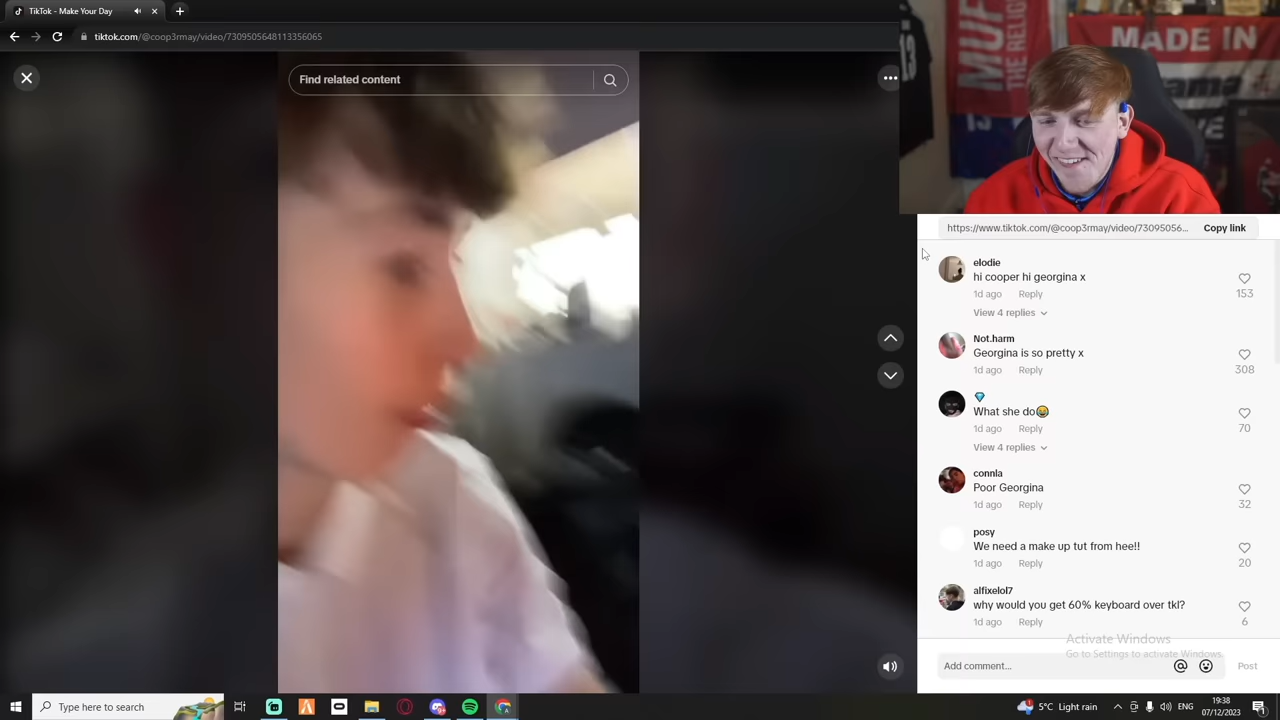 TikTok - Make Your Day
tiktok.com/@coop3rmay/video/7309505648113356065
Find related content
MUF
THE RELIG
MADE IN
https://www.tiktok.com/@coop3rmay/video/73095056...
Copy link
elodie
hi cooper hi georgina x
1d ago Reply
153
View 4 replies
Not.harm
Georgina is so pretty x
1d ago Reply
308
💎
What she do😭
1d ago Reply
70
View 4 replies
connla
Poor Georgina
1d ago Reply
32
posy
We need a make up tut from hee!!
1d ago Reply
20
alfixelol7
why would you get 60% keyboard over tkl?
1d ago Reply
6
Activate Windows
Go to Settings to activate Windows.
Add comment...
Post
Type here to search
5°C Light rain
ENG
19:38
07/12/2023
1